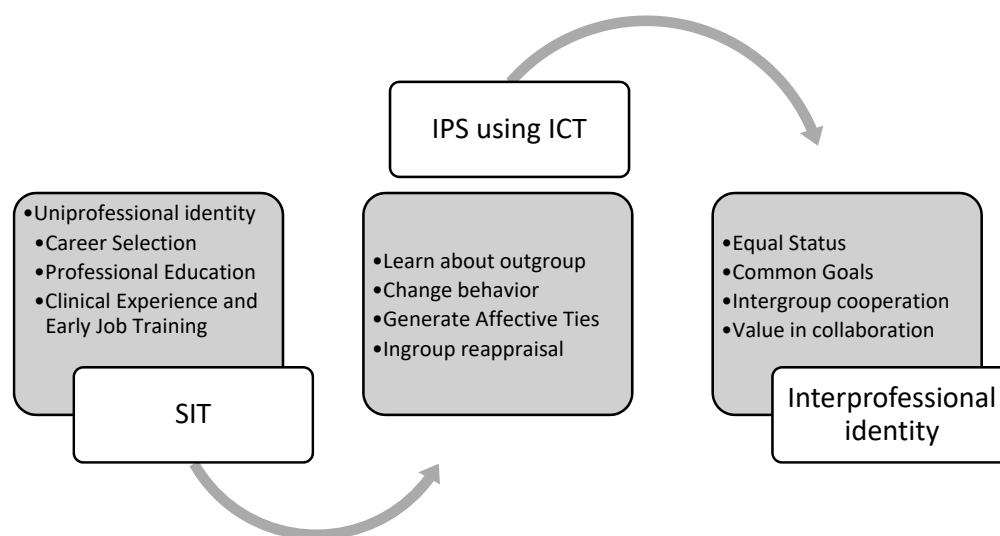 •Uniprofessional identity
•Career Selection
•Professional Education
•Clinical Experience and
Early Job Training
SIT
IPS using ICT
•Learn about outgroup
•Change behavior
•Generate Affective Ties
•Ingroup reappraisal
•Equal Status
•Common Goals
•Intergroup cooperation
•Value in collaboration
Interprofessional
identity